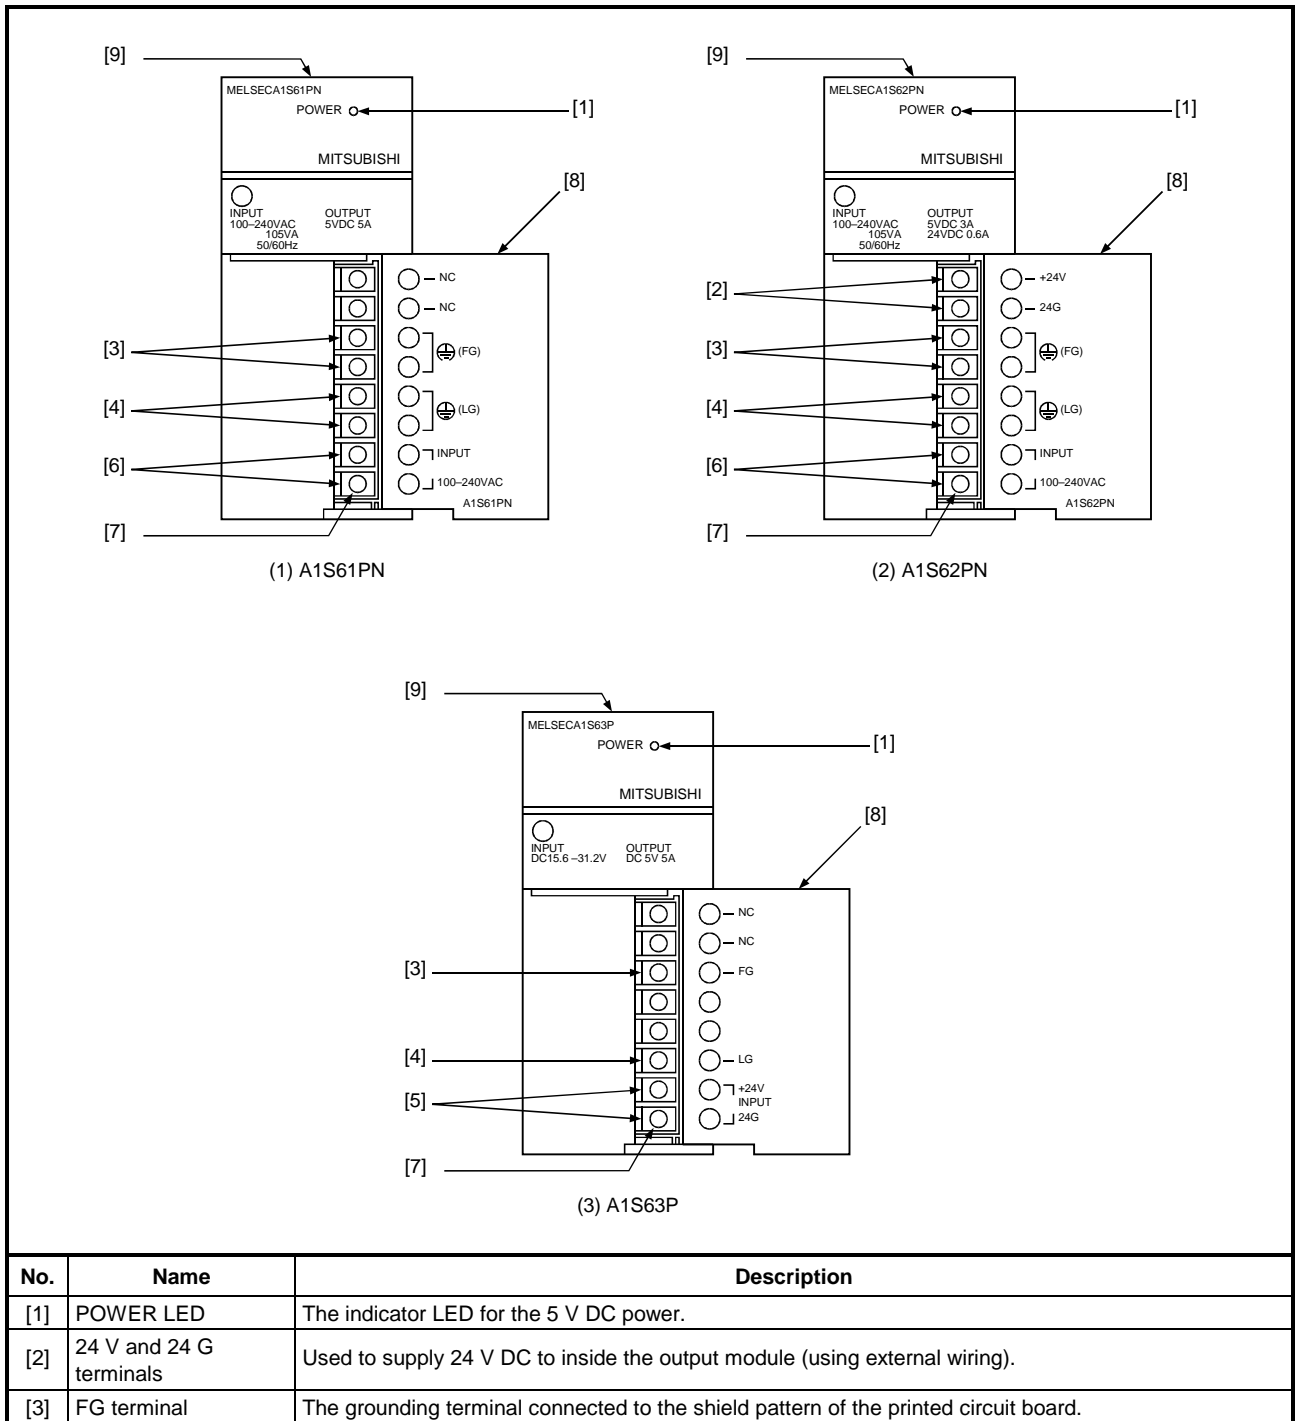 [9]
MELSECA1S61PN
POWER
[1]
MITSUBISHI
[8]
INPUT
100–240VAC
105VA
50/60Hz
OUTPUT
5VDC 5A
NC
NC
[3]
(FG)
[4]
(LG)
[6]
INPUT
100–240VAC
A1S61PN
[7]
(1) A1S61PN
[9]
MELSECA1S62PN
POWER
[1]
MITSUBISHI
[8]
INPUT
100–240VAC
105VA
50/60Hz
OUTPUT
5VDC 3A
24VDC 0.6A
[2]
+24V
24G
[3]
(FG)
[4]
(LG)
[6]
INPUT
100–240VAC
A1S62PN
[7]
(2) A1S62PN
[9]
MELSECA1S63P
POWER
[1]
MITSUBISHI
[8]
INPUT
DC15.6 –31.2V
OUTPUT
DC 5V 5A
NC
NC
[3]
FG
[4]
LG
[5]
+24V
INPUT
24G
[7]
(3) A1S63P
No. Name Description
[1] POWER LED The indicator LED for the 5 V DC power.
[2] 24 V and 24 G terminals Used to supply 24 V DC to inside the output module (using external wiring).
[3] FG terminal The grounding terminal connected to the shield pattern of the printed circuit board.